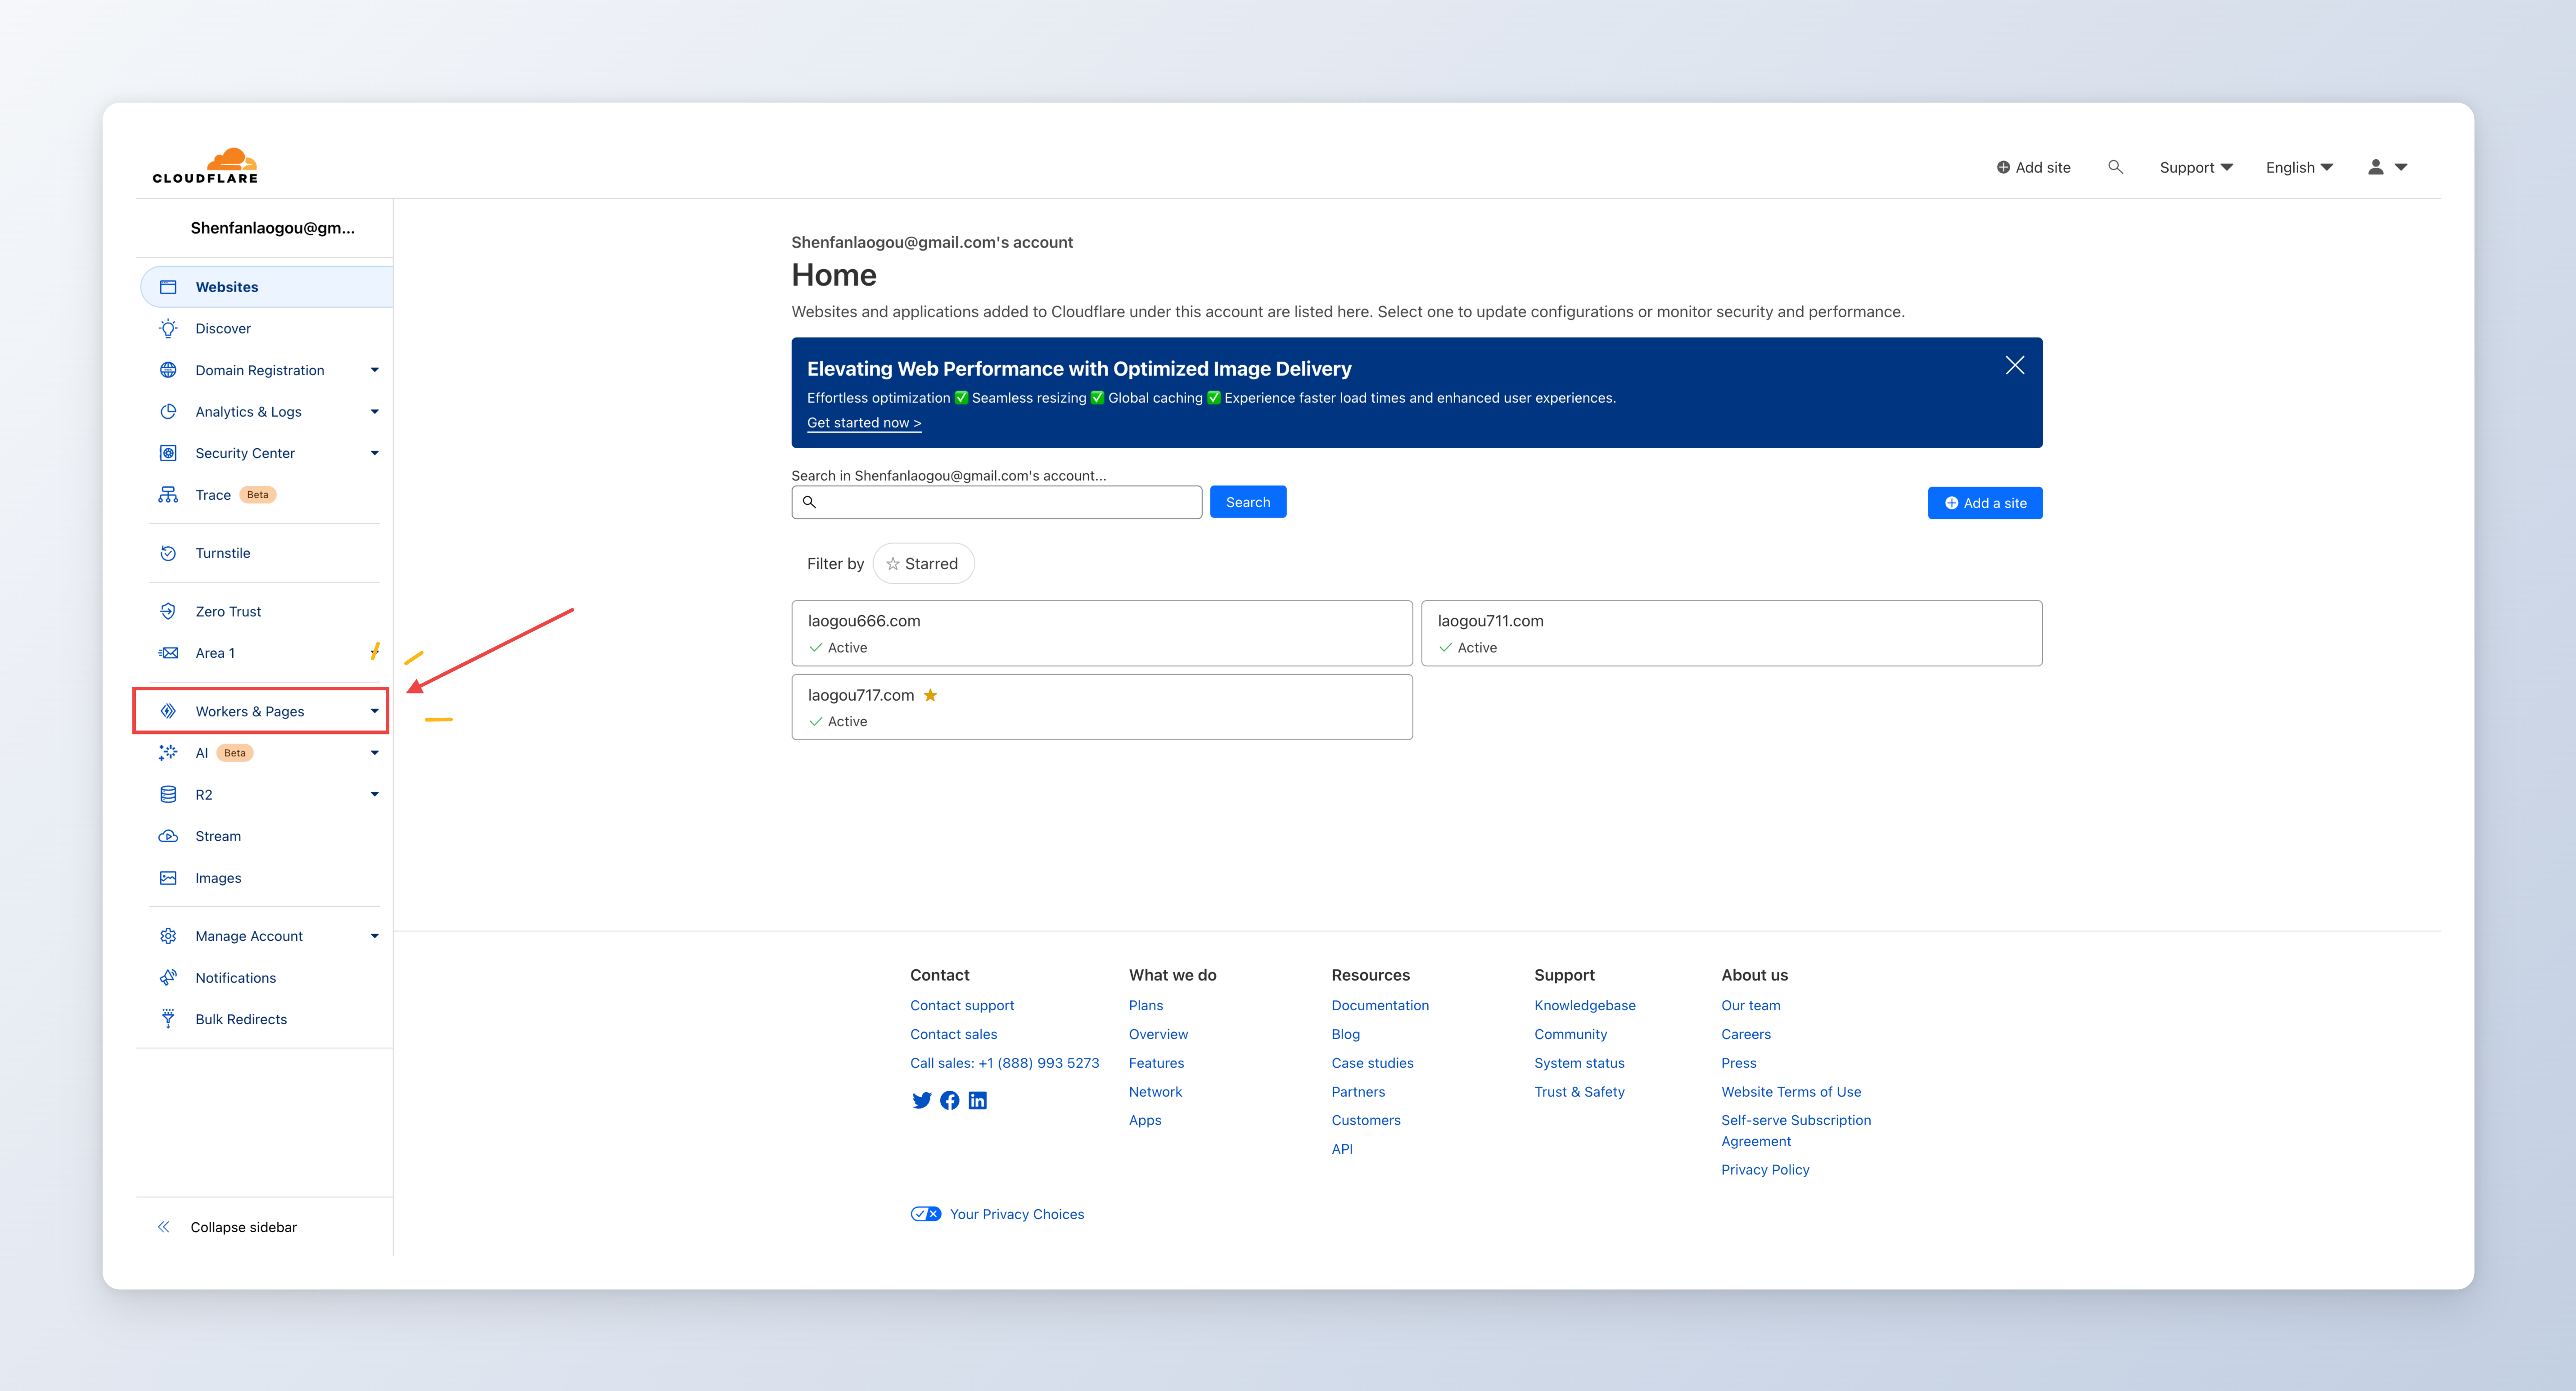 CLOUDFLARE
Add site
Support
English
Shenfanlaogou@gm...
Websites
Discover
Domain Registration
Analytics & Logs
Security Center
Trace Beta
Turnstile
Zero Trust
Area 1
Workers & Pages
AI Beta
R2
Stream
Images
Manage Account
Notifications
Bulk Redirects
Collapse sidebar
Shenfanlaogou@gmail.com's account
Home
Websites and applications added to Cloudflare under this account are listed here. Select one to update configurations or monitor security and performance.
Elevating Web Performance with Optimized Image Delivery
Effortless optimization ✅ Seamless resizing ✅ Global caching ✅ Experience faster load times and enhanced user experiences.
Get started now >
Search in Shenfanlaogou@gmail.com's account...
Search
Add a site
Filter by
Starred
laogou666.com
Active
laogou711.com
Active
laogou717.com
Active
Contact
Contact support
Contact sales
Call sales: +1 (888) 993 5273
What we do
Plans
Overview
Features
Network
Apps
Resources
Documentation
Blog
Case studies
Partners
Customers
API
Support
Knowledgebase
Community
System status
Trust & Safety
About us
Our team
Careers
Press
Website Terms of Use
Self-serve Subscription
Agreement
Privacy Policy
Your Privacy Choices